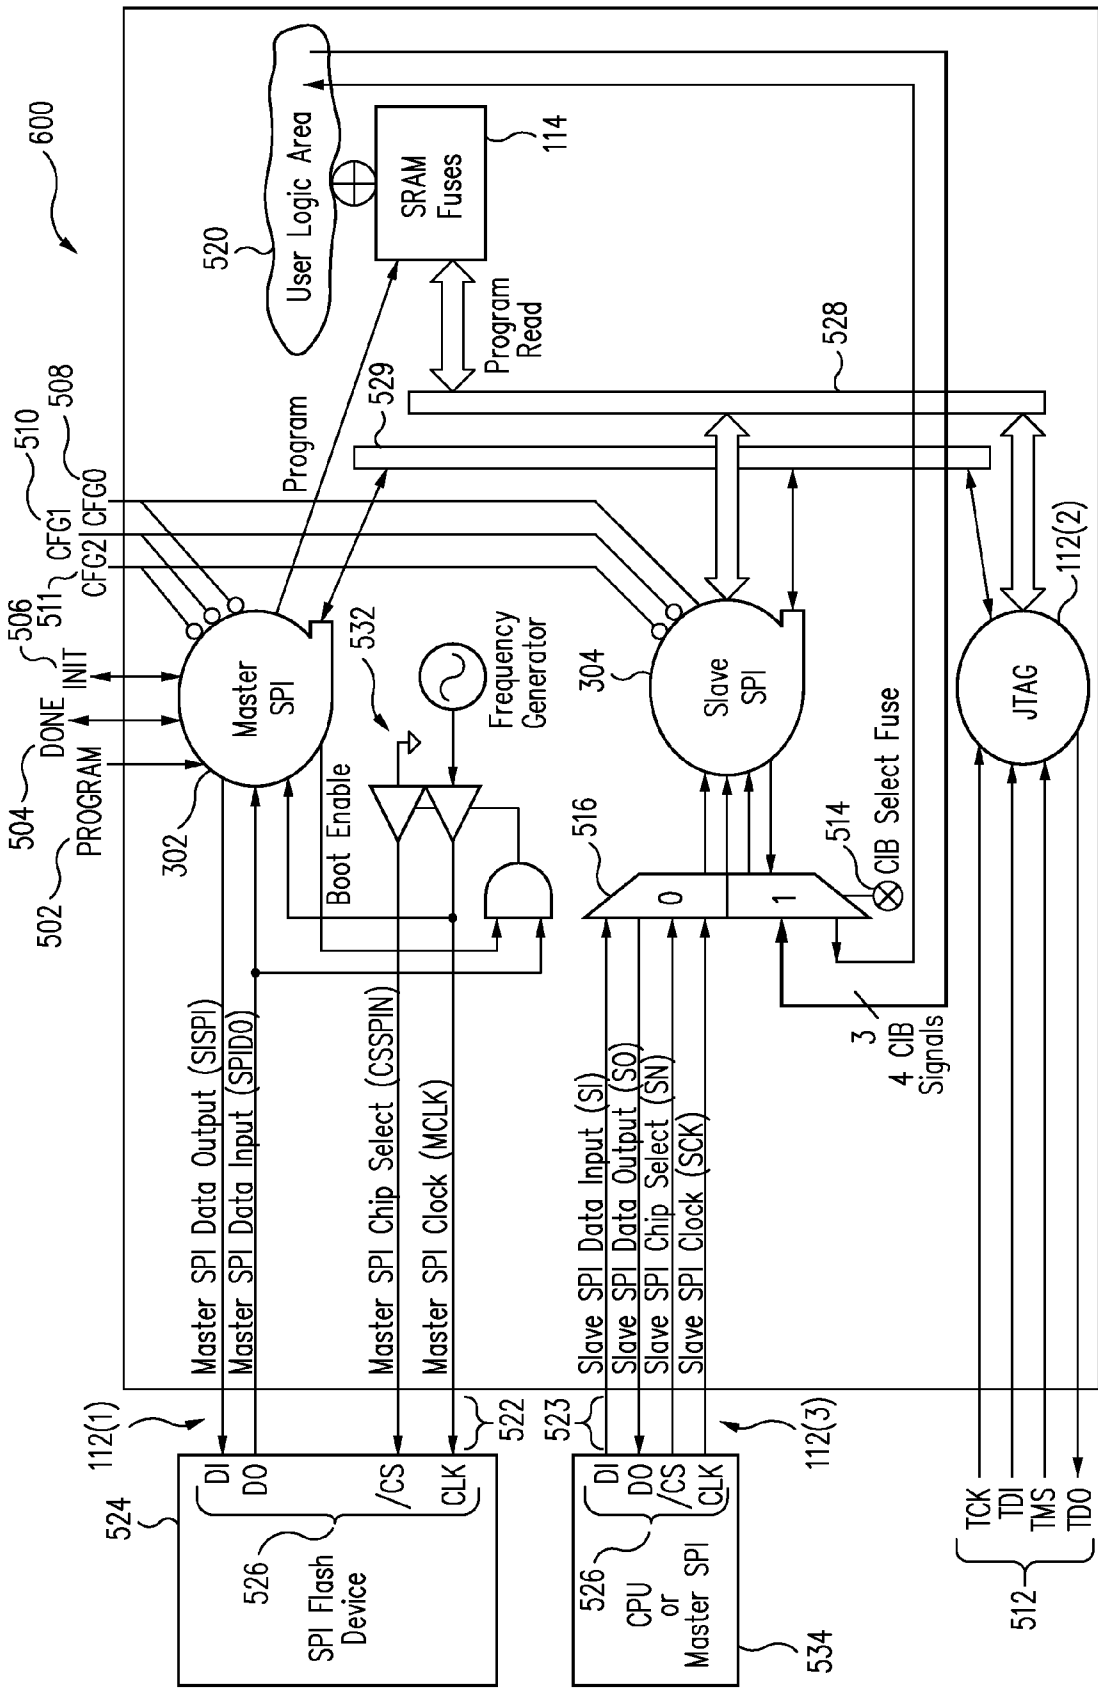 600
502
PROGRAM
504
DONE
506
INIT
511
CFG2
510
CFG1
508
CFG0
520
User Logic Area
SRAM
Fuses
114
Program
Program
Read
529
528
302
Master
SPI
Boot Enable
532
Frequency
Generator
Master SPI Data Output (SISPI)
Master SPI Data Input (SPIDO)
Master SPI Chip Select (CSSPIN)
Master SPI Clock (MCLK)
112(1)
522
524
DI
DO
/CS
CLK
526
SPI Flash
Device
304
Slave
SPI
516
0
1
514
CIB Select Fuse
3
4 CIB
Signals
Slave SPI Data Input (SI)
Slave SPI Data Output (SO)
Slave SPI Chip Select (SN)
Slave SPI Clock (SCK)
523
112(3)
DI
DO
/CS
CLK
526
CPU
or
Master SPI
534
JTAG
112(2)
TCK
TDI
TMS
TDO
512